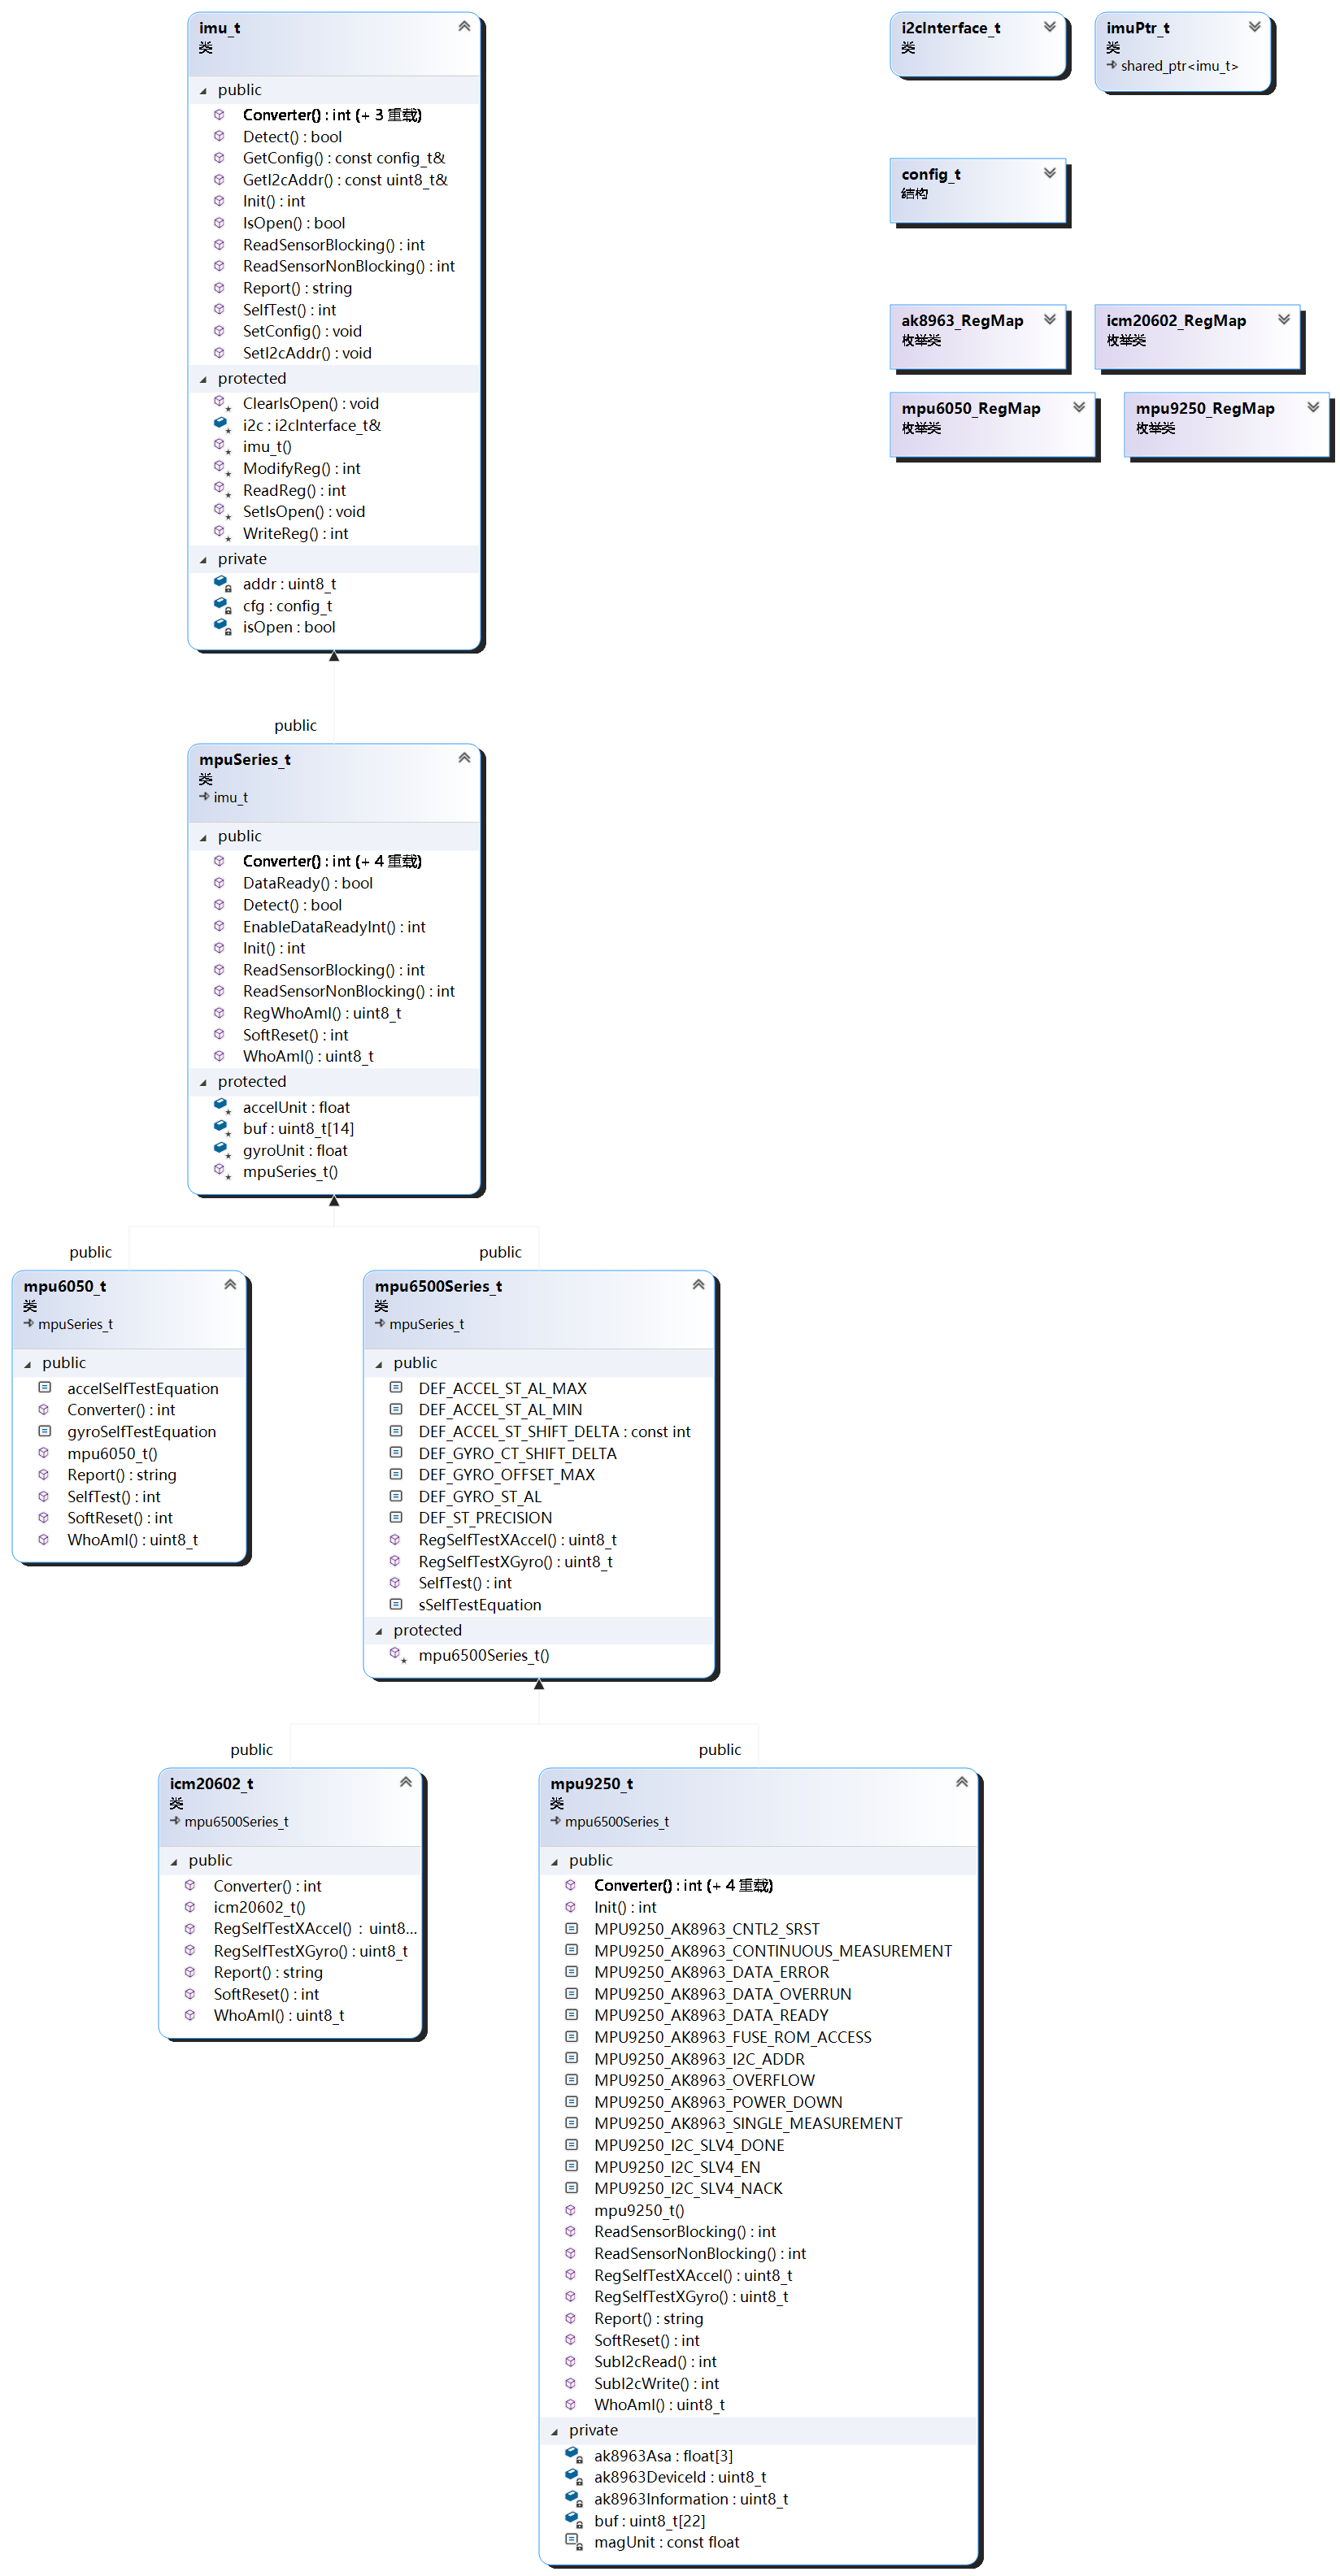 imu_t
类
public
Converter() : int (+ 3 重载)
Detect() : bool
GetConfig() : const config_t&
GetI2cAddr() : const uint8_t&
Init() : int
IsOpen() : bool
ReadSensorBlocking() : int
ReadSensorNonBlocking() : int
Report() : string
SelfTest() : int
SetConfig() : void
SetI2cAddr() : void
protected
ClearIsOpen() : void
i2c : i2cInterface_t&
imu_t()
ModifyReg() : int
ReadReg() : int
SetIsOpen() : void
WriteReg() : int
private
addr : uint8_t
cfg : config_t
isOpen : bool
i2cInterface_t
类
imuPtr_t
类
shared_ptr<imu_t>
config_t
结构
ak8963_RegMap
枚举类
icm20602_RegMap
枚举类
mpu6050_RegMap
枚举类
mpu9250_RegMap
枚举类
public
mpuSeries_t
类
imu_t
public
Converter() : int (+ 4 重载)
DataReady() : bool
Detect() : bool
EnableDataReadyInt() : int
Init() : int
ReadSensorBlocking() : int
ReadSensorNonBlocking() : int
RegWhoAmI() : uint8_t
SoftReset() : int
WhoAmI() : uint8_t
protected
accelUnit : float
buf : uint8_t[14]
gyroUnit : float
mpuSeries_t()
public
mpu6050_t
类
mpuSeries_t
public
accelSelfTestEquation
Converter() : int
gyroSelfTestEquation
mpu6050_t()
Report() : string
SelfTest() : int
SoftReset() : int
WhoAmI() : uint8_t
public
mpu6500Series_t
类
mpuSeries_t
public
DEF_ACCEL_ST_AL_MAX
DEF_ACCEL_ST_AL_MIN
DEF_ACCEL_ST_SHIFT_DELTA : const int
DEF_GYRO_CT_SHIFT_DELTA
DEF_GYRO_OFFSET_MAX
DEF_GYRO_ST_AL
DEF_ST_PRECISION
RegSelfTestXAccel() : uint8_t
RegSelfTestXGyro() : uint8_t
SelfTest() : int
sSelfTestEquation
protected
mpu6500Series_t()
public
icm20602_t
类
mpu6500Series_t
public
Converter() : int
icm20602_t()
RegSelfTestXAccel() : uint8...
RegSelfTestXGyro() : uint8_t
Report() : string
SoftReset() : int
WhoAmI() : uint8_t
public
mpu9250_t
类
mpu6500Series_t
public
Converter() : int (+ 4 重载)
Init() : int
MPU9250_AK8963_CNTL2_SRST
MPU9250_AK8963_CONTINUOUS_MEASUREMENT
MPU9250_AK8963_DATA_ERROR
MPU9250_AK8963_DATA_OVERRUN
MPU9250_AK8963_DATA_READY
MPU9250_AK8963_FUSE_ROM_ACCESS
MPU9250_AK8963_I2C_ADDR
MPU9250_AK8963_OVERFLOW
MPU9250_AK8963_POWER_DOWN
MPU9250_AK8963_SINGLE_MEASUREMENT
MPU9250_I2C_SLV4_DONE
MPU9250_I2C_SLV4_EN
MPU9250_I2C_SLV4_NACK
mpu9250_t()
ReadSensorBlocking() : int
ReadSensorNonBlocking() : int
RegSelfTestXAccel() : uint8_t
RegSelfTestXGyro() : uint8_t
Report() : string
SoftReset() : int
SubI2cRead() : int
SubI2cWrite() : int
WhoAmI() : uint8_t
private
ak8963Asa : float[3]
ak8963DeviceId : uint8_t
ak8963Information : uint8_t
buf : uint8_t[22]
magUnit : const float